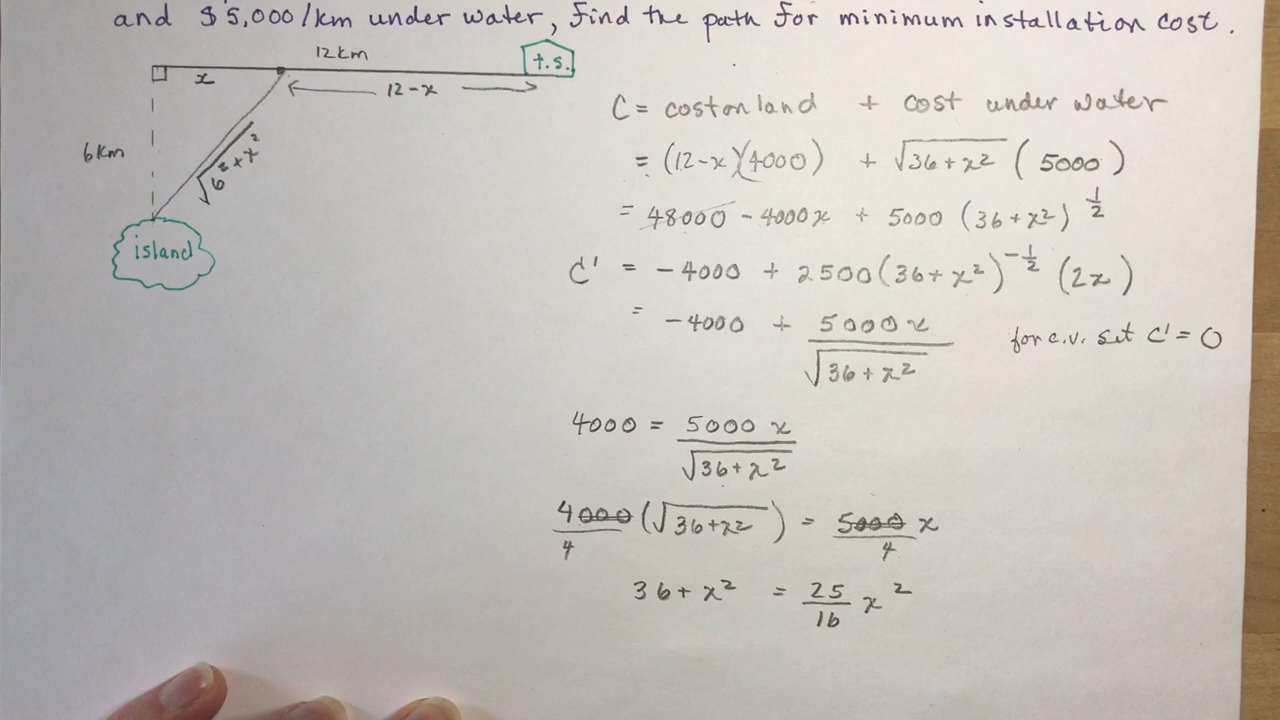 and $5,000/km under water, find the path for minimum installation cost.
12km
t.s.
x
12-x
6km
√6²+x²
island
C = cost on land + cost under water
= (12-x)(4000) + √36+x² (5000)
= 48000 - 4000x + 5000 (36+x²)^1/2
C' = -4000 + 2500(36+x²)^-1/2 (2x)
= -4000 + 5000x/√36+x² for c.v. set C' = 0
4000 = 5000 x/√36+x²
4000/4 (√36+x²) = 5000/4 x
36+x² = 25/16 x²